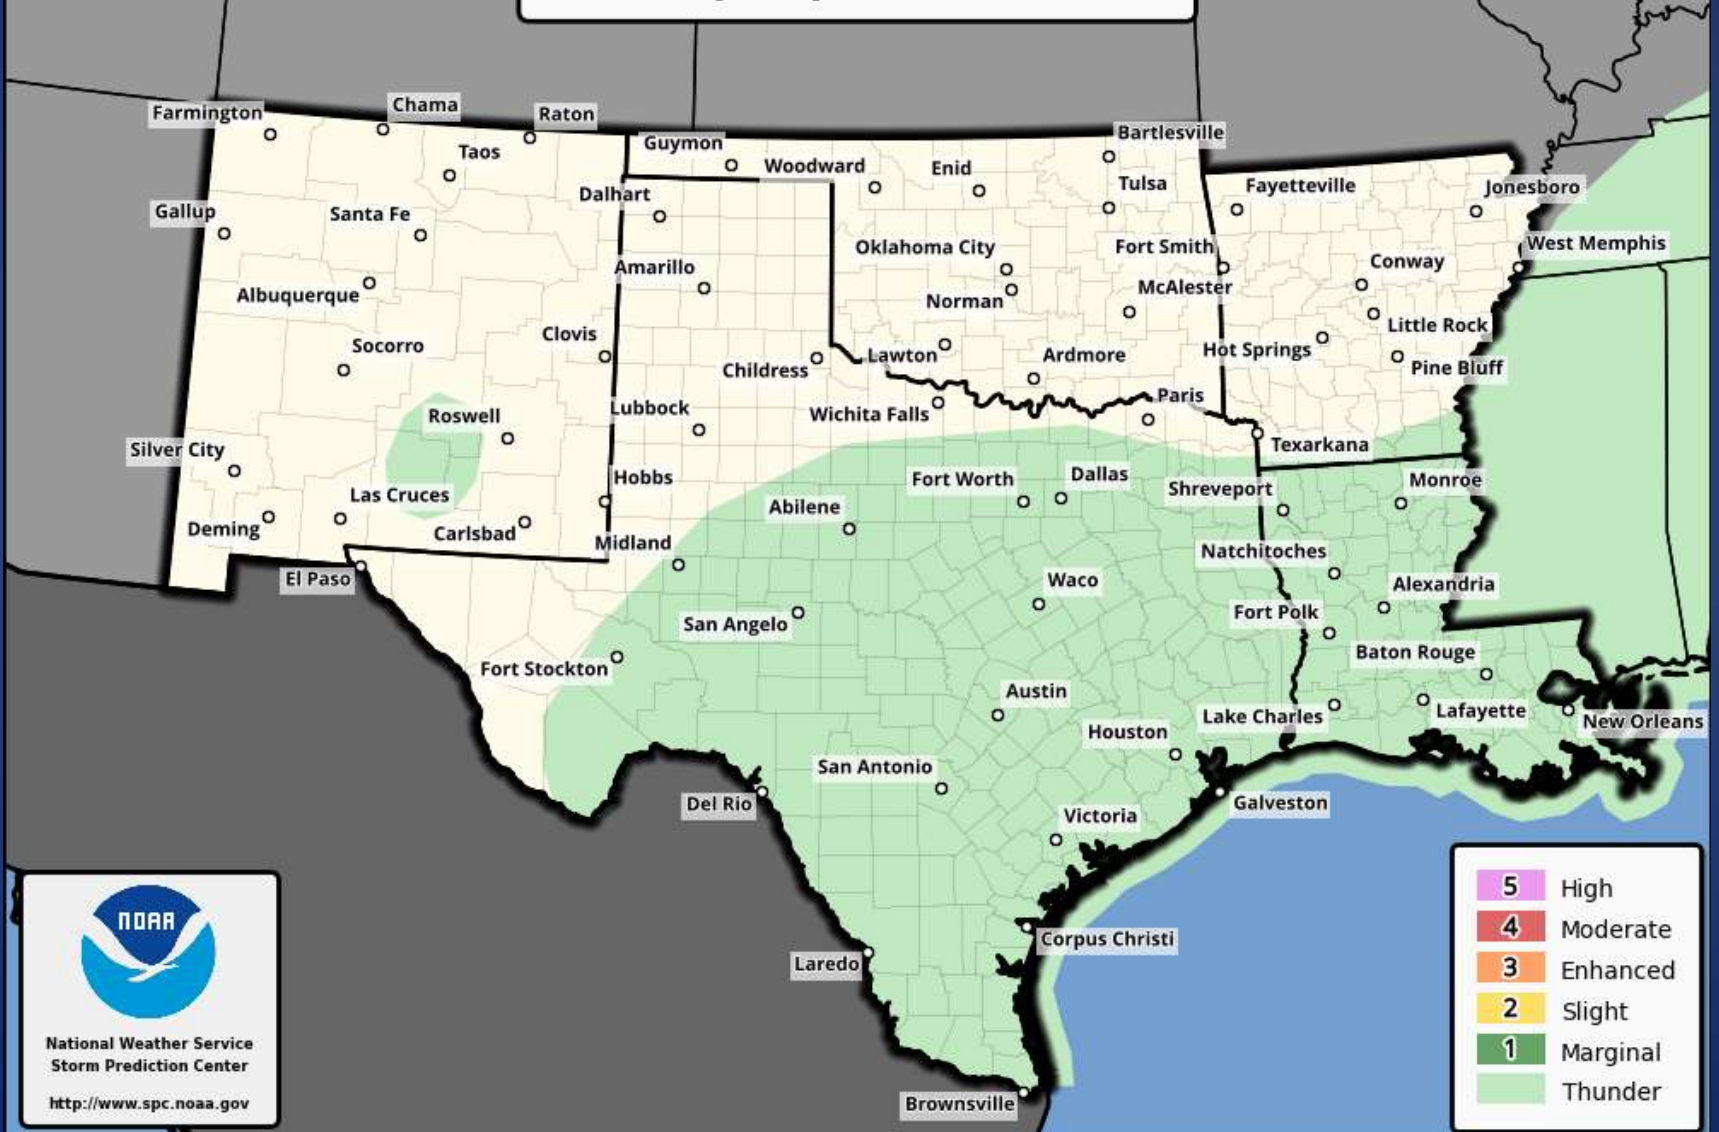 Farmington
Chama
Raton
Taos
Guymon
Woodward
Enid
Bartlesville
Tulsa
Fayetteville
Jonesboro
Gallup
Santa Fe
Dalhart
Oklahoma City
Fort Smith
West Memphis
Conway
Albuquerque
Amarillo
Norman
McAlester
Little Rock
Socorro
Clovis
Childress
Lawton
Ardmore
Hot Springs
Pine Bluff
Roswell
Lubbock
Wichita Falls
Paris
Texarkana
Silver City
Las Cruces
Hobbs
Fort Worth
Dallas
Shreveport
Monroe
Deming
Carlsbad
Midland
Abilene
Natchitoches
El Paso
Waco
Alexandria
San Angelo
Fort Polk
Fort Stockton
Baton Rouge
Austin
Lake Charles
Lafayette
New Orleans
Houston
San Antonio
Del Rio
Victoria
Galveston
Corpus Christi
Laredo
Brownsville
NOAA
National Weather Service
Storm Prediction Center
http://www.spc.noaa.gov
5 High
4 Moderate
3 Enhanced
2 Slight
1 Marginal
Thunder